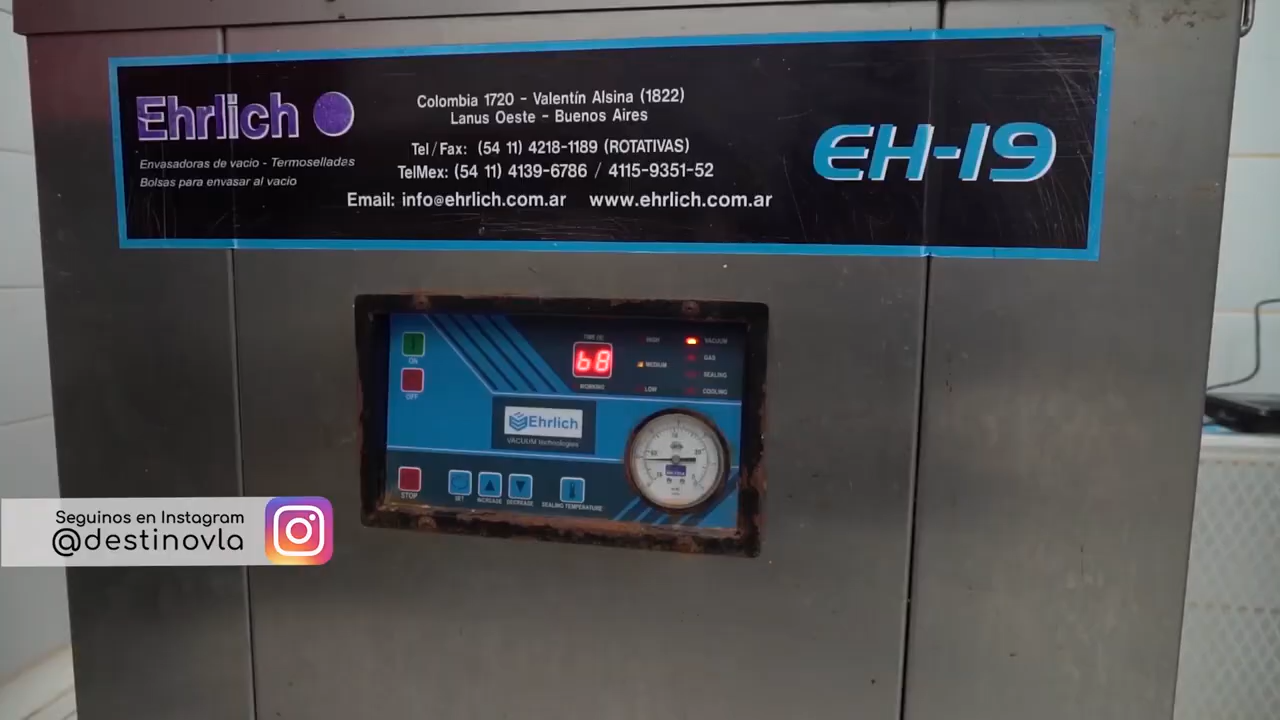 Ehrlich
Envasadoras de vacío - Termoselladas
Bolsas para envasar al vacío
Colombia 1720 - Valentín Alsina (1822)
Lanus Oeste - Buenos Aires
Tel/Fax: (54 11) 4218-1189 (ROTATIVAS)
TelMex: (54 11) 4139-6786 / 4115-9351-52
Email: info@ehrlich.com.ar www.ehrlich.com.ar
EH-19
ON
OFF
STOP
TIME (S)
68
WORKING
HIGH
MEDIUM
LOW
VACUUM
GAS
SEALING
COOLING
Ehrlich
VACUUM technologies
SET
INCREASE
DECREASE
SEALING TEMPERATURE
Seguinos en Instagram
@destinovla